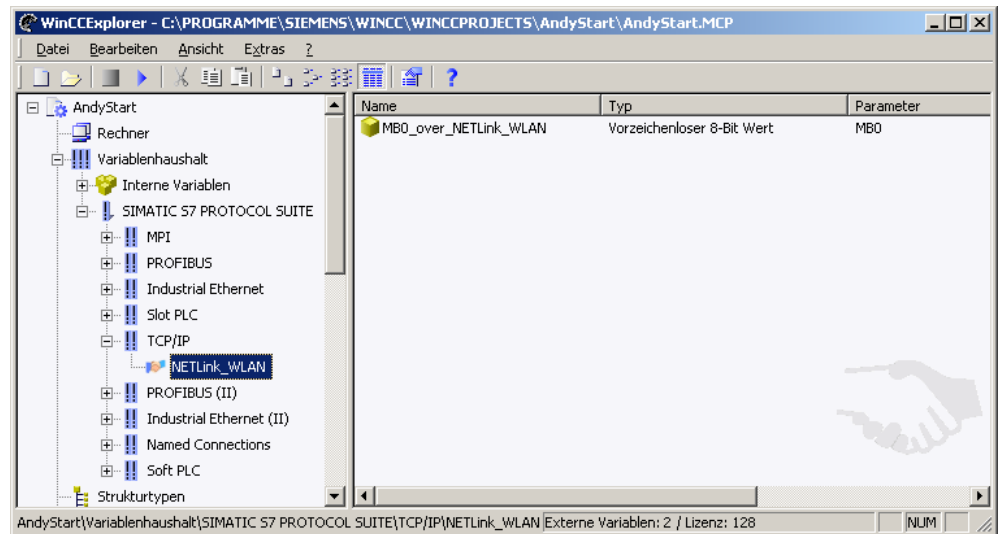 WinCCExplorer - C:\PROGRAMME\SIEMENS\WINCC\WINCCPROJECTS\AndyStart\AndyStart.MCP
Datei Bearbeiten Ansicht Extras ?
Name Typ Parameter
MB0_over_NETLink_WLAN Vorzeichenloser 8-Bit Wert MB0
AndyStart
Rechner
Variablenhaushalt
Interne Variablen
SIMATIC S7 PROTOCOL SUITE
MPI
PROFIBUS
Industrial Ethernet
Slot PLC
TCP/IP
NETLink_WLAN
PROFIBUS (II)
Industrial Ethernet (II)
Named Connections
Soft PLC
Strukturtypen
AndyStart\Variablenhaushalt\SIMATIC S7 PROTOCOL SUITE\TCP/IP\NETLink_WLAN Externe Variablen: 2 / Lizenz: 128 NUM